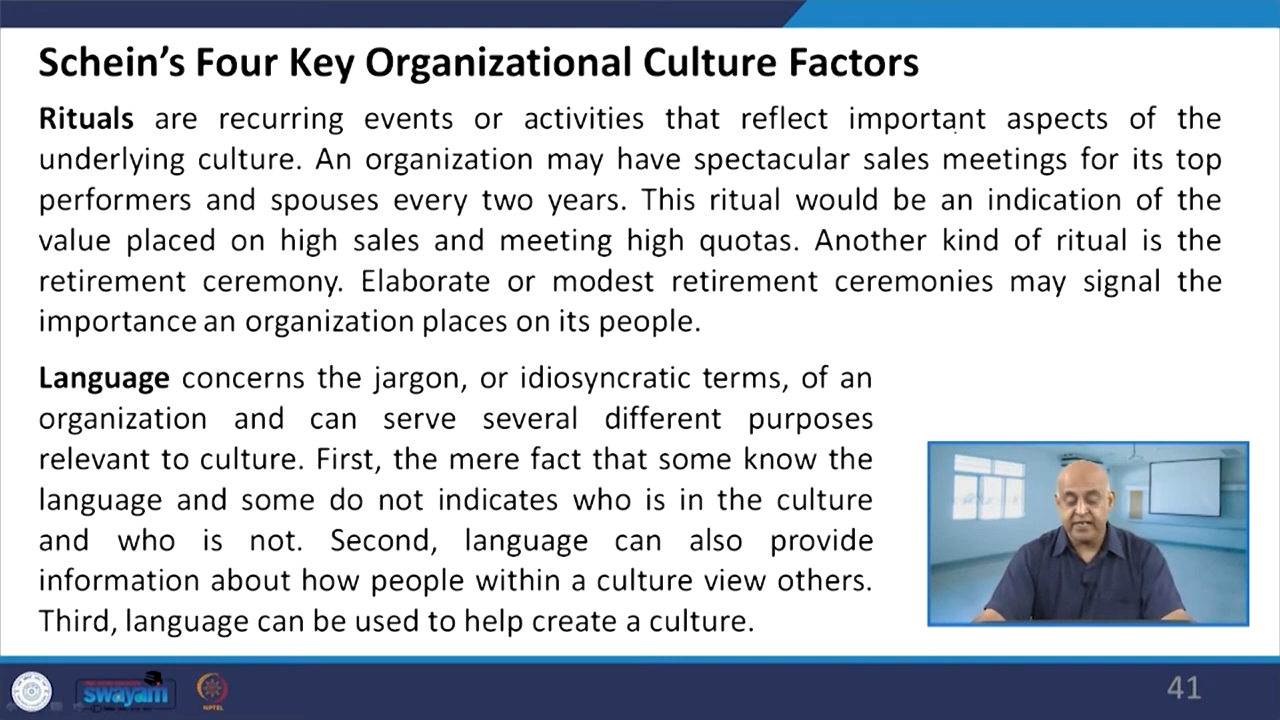 Schein's Four Key Organizational Culture Factors
Rituals are recurring events or activities that reflect important aspects of the
underlying culture. An organization may have spectacular sales meetings for its top
performers and spouses every two years. This ritual would be an indication of the
value placed on high sales and meeting high quotas. Another kind of ritual is the
retirement ceremony. Elaborate or modest retirement ceremonies may signal the
importance an organization places on its people.
Language concerns the jargon, or idiosyncratic terms, of an
organization and can serve several different purposes
relevant to culture. First, the mere fact that some know the
language and some do not indicates who is in the culture
and who is not. Second, language can also provide
information about how people within a culture view others.
Third, language can be used to help create a culture.
swayam
NPTEL
41